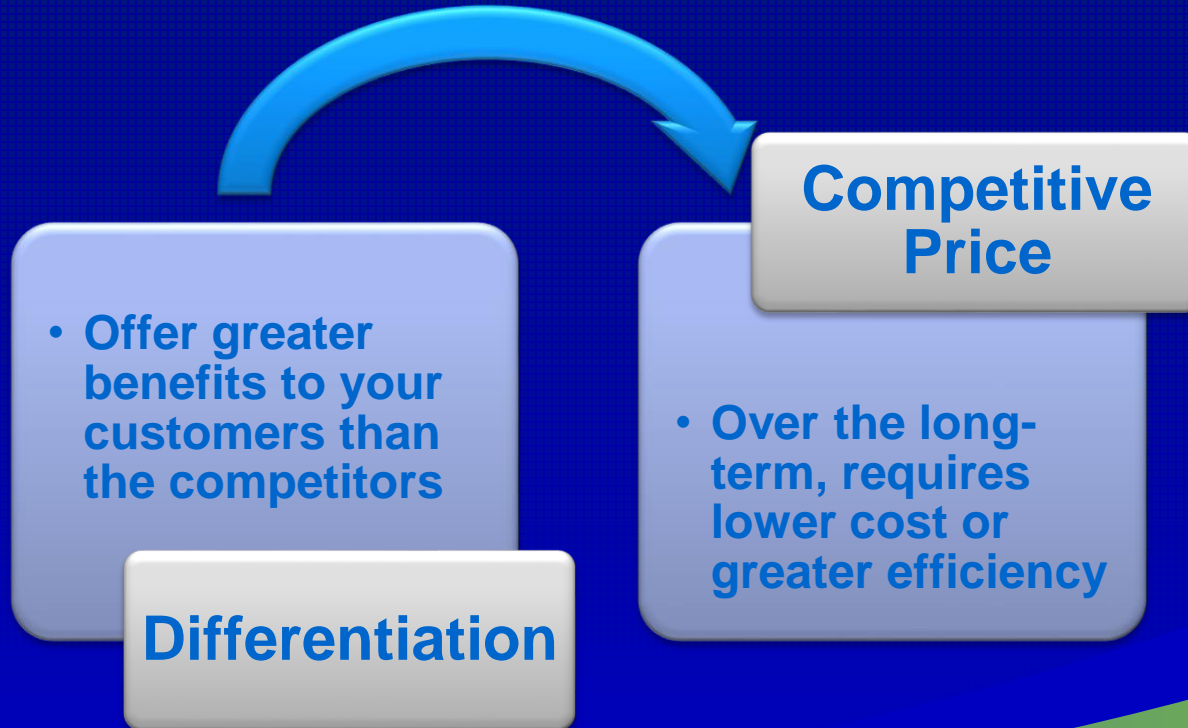 • Offer greater
benefits to your
customers than
the competitors
Differentiation
Competitive
Price
• Over the long-
term, requires
lower cost or
greater efficiency